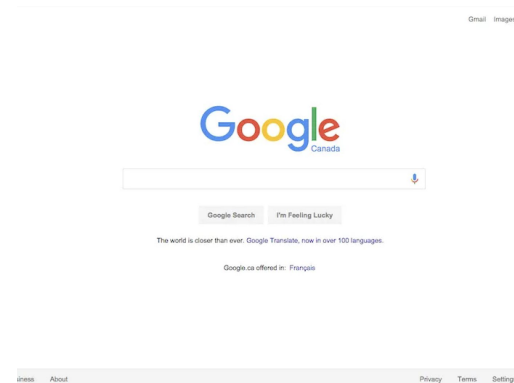 Gmail
Google
Canada
Google Search I'm Feeling Lucky
The world is closer than ever. Google Translate, now in over 100 languages.
Google.ca offered in: Français
About Privacy Terms